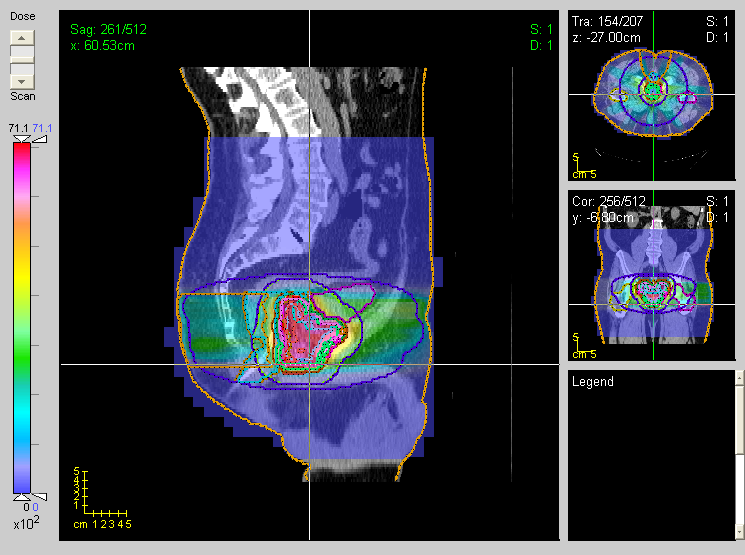 Dose
Scan
71.1 71.1
0 0
x10²
Sag: 261/512
x: 60.53cm
S: 1
D: 1
5
4
3
2
1
cm 1 2 3 4 5
Tra: 154/207
z: -27.00cm
S: 1
D: 1
5
cm 5
Cor: 256/512
y: -6.80cm
S: 1
D: 1
5
cm 5
Legend